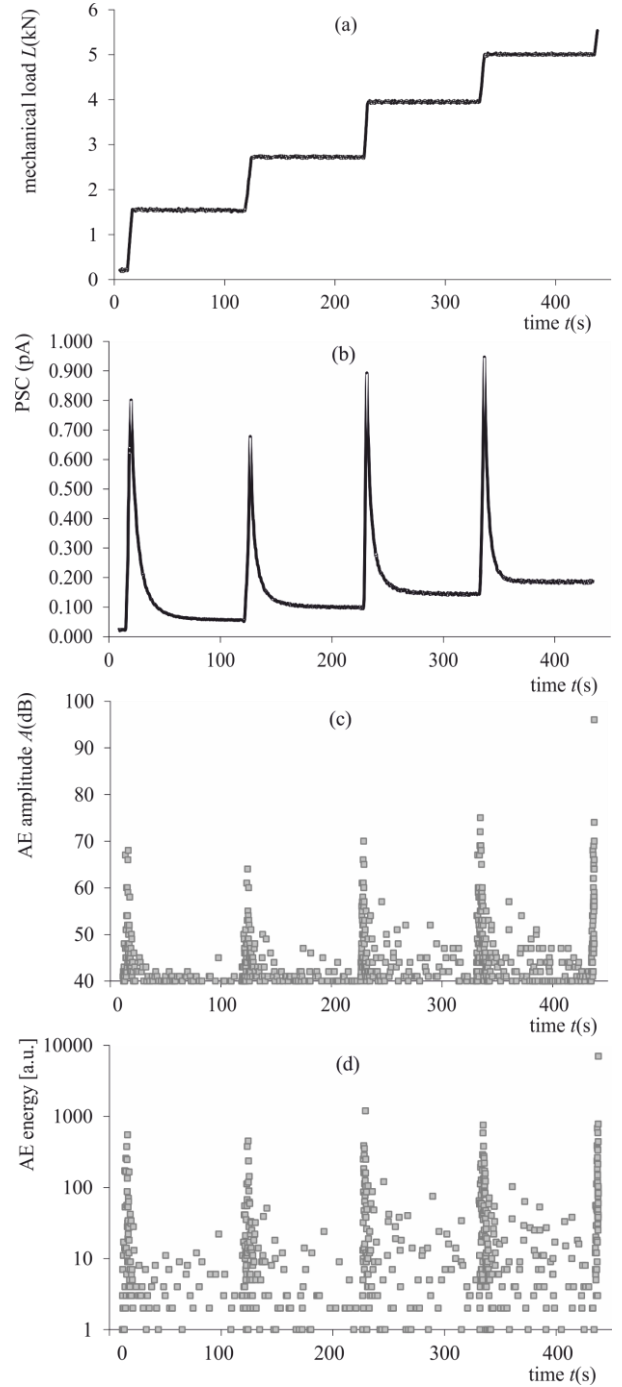 (a)
mechanical load L(kN)
6
5
4
3
2
1
0
0 100 200 300 400
time t(s)
(b)
PSC (pA)
1.000
0.900
0.800
0.700
0.600
0.500
0.400
0.300
0.200
0.100
0.000
0 100 200 300 400
time t(s)
(c)
AE amplitude A(dB)
100
90
80
70
60
50
40
0 100 200 300 400
time t(s)
(d)
AE energy [a.u.]
10000
1000
100
10
1
0 100 200 300 400
time t(s)